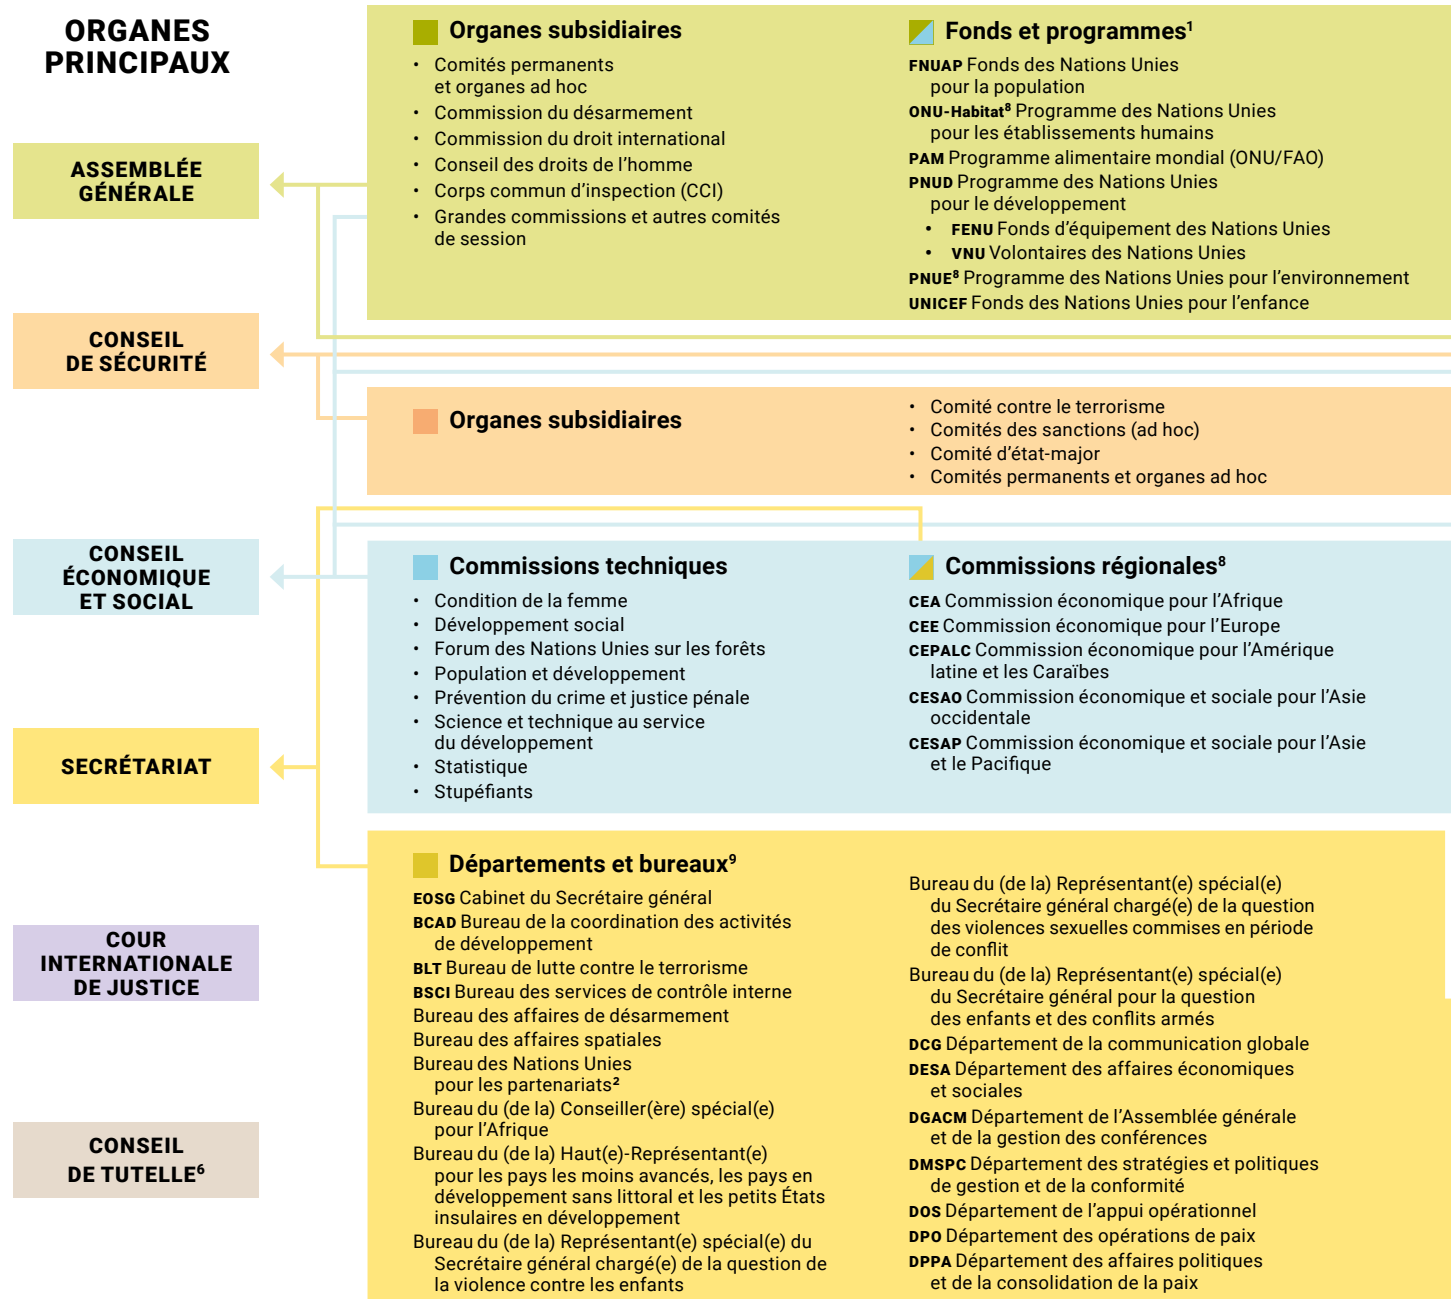 ORGANES
PRINCIPAUX
ASSEMBLÉE
GÉNÉRALE
CONSEIL
DE SÉCURITÉ
CONSEIL
ÉCONOMIQUE
ET SOCIAL
SECRÉTARIAT
COUR
INTERNATIONALE
DE JUSTICE
CONSEIL
DE TUTELLE⁶
Organes subsidiaires
• Comités permanents
et organes ad hoc
• Commission du désarmement
• Commission du droit international
• Conseil des droits de l'homme
• Corps commun d'inspection (CCI)
• Grandes commissions et autres comités
de session
Fonds et programmes¹
FNUAP Fonds des Nations Unies
pour la population
ONU-Habitat⁸ Programme des Nations Unies
pour les établissements humains
PAM Programme alimentaire mondial (ONU/FAO)
PNUD Programme des Nations Unies
pour le développement
• FENU Fonds d'équipement des Nations Unies
• VNU Volontaires des Nations Unies
PNUE⁸ Programme des Nations Unies pour l'environnement
UNICEF Fonds des Nations Unies pour l'enfance
Organes subsidiaires
• Comité contre le terrorisme
• Comités des sanctions (ad hoc)
• Comité d'état-major
• Comités permanents et organes ad hoc
Commissions techniques
• Condition de la femme
• Développement social
• Forum des Nations Unies sur les forêts
• Population et développement
• Prévention du crime et justice pénale
• Science et technique au service
du développement
• Statistique
• Stupéfiants
Commissions régionales⁸
CEA Commission économique pour l'Afrique
CEE Commission économique pour l'Europe
CEPALC Commission économique pour l'Amérique
latine et les Caraïbes
CESAO Commission économique et sociale pour l'Asie
occidentale
CESAP Commission économique et sociale pour l'Asie
et le Pacifique
Départements et bureaux⁹
EOSG Cabinet du Secrétaire général
BCAD Bureau de la coordination des activités
de développement
BLT Bureau de lutte contre le terrorisme
BSCI Bureau des services de contrôle interne
Bureau des affaires de désarmement
Bureau des affaires spatiales
Bureau des Nations Unies
pour les partenariats²
Bureau du (de la) Conseiller(ère) spécial(e)
pour l'Afrique
Bureau du (de la) Haut(e)-Représentant(e)
pour les pays les moins avancés, les pays en
développement sans littoral et les petits États
insulaires en développement
Bureau du (de la) Représentant(e) spécial(e) du
Secrétaire général chargé(e) de la question de
la violence contre les enfants
Bureau du (de la) Représentant(e) spécial(e)
du Secrétaire général chargé(e) de la question
des violences sexuelles commises en période
de conflit
Bureau du (de la) Représentant(e) spécial(e)
du Secrétaire général pour la question
des enfants et des conflits armés
DCG Département de la communication globale
DESA Département des affaires économiques
et sociales
DGACM Département de l'Assemblée générale
et de la gestion des conférences
DMSPC Département des stratégies et politiques
de gestion et de la conformité
DOS Département de l'appui opérationnel
DPO Département des opérations de paix
DPPA Département des affaires politiques
et de la consolidation de la paix